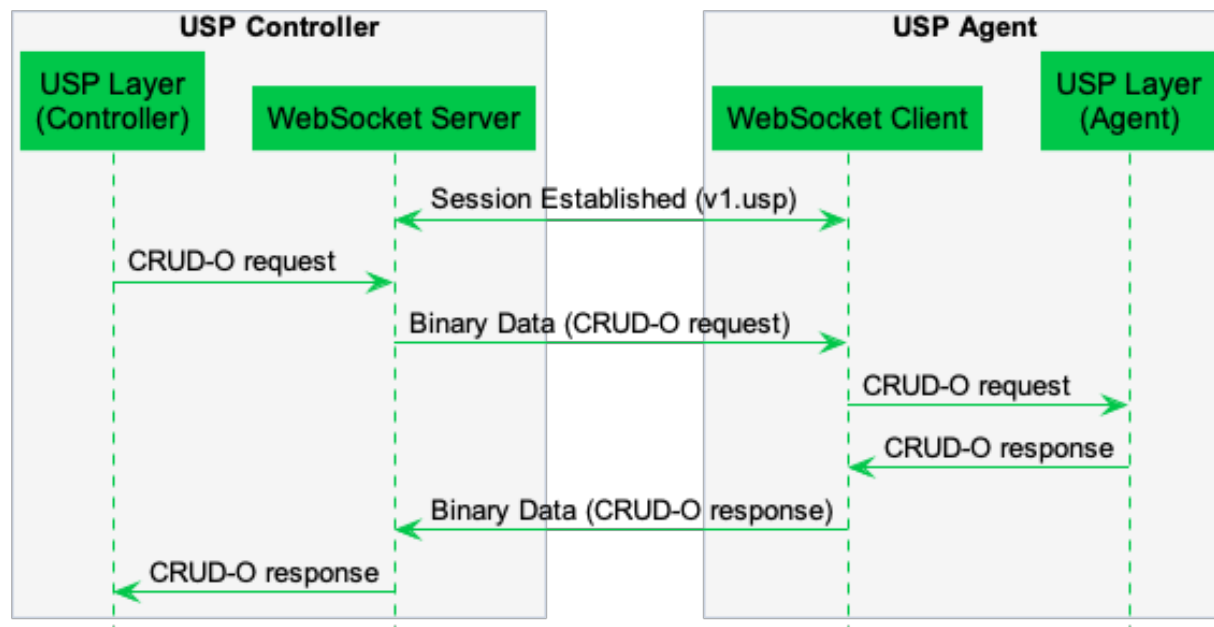 USP Controller
USP Agent
USP Layer
(Controller)
WebSocket Server
WebSocket Client
USP Layer
(Agent)
Session Established (v1.usp)
CRUD-O request
Binary Data (CRUD-O request)
CRUD-O request
CRUD-O response
Binary Data (CRUD-O response)
CRUD-O response